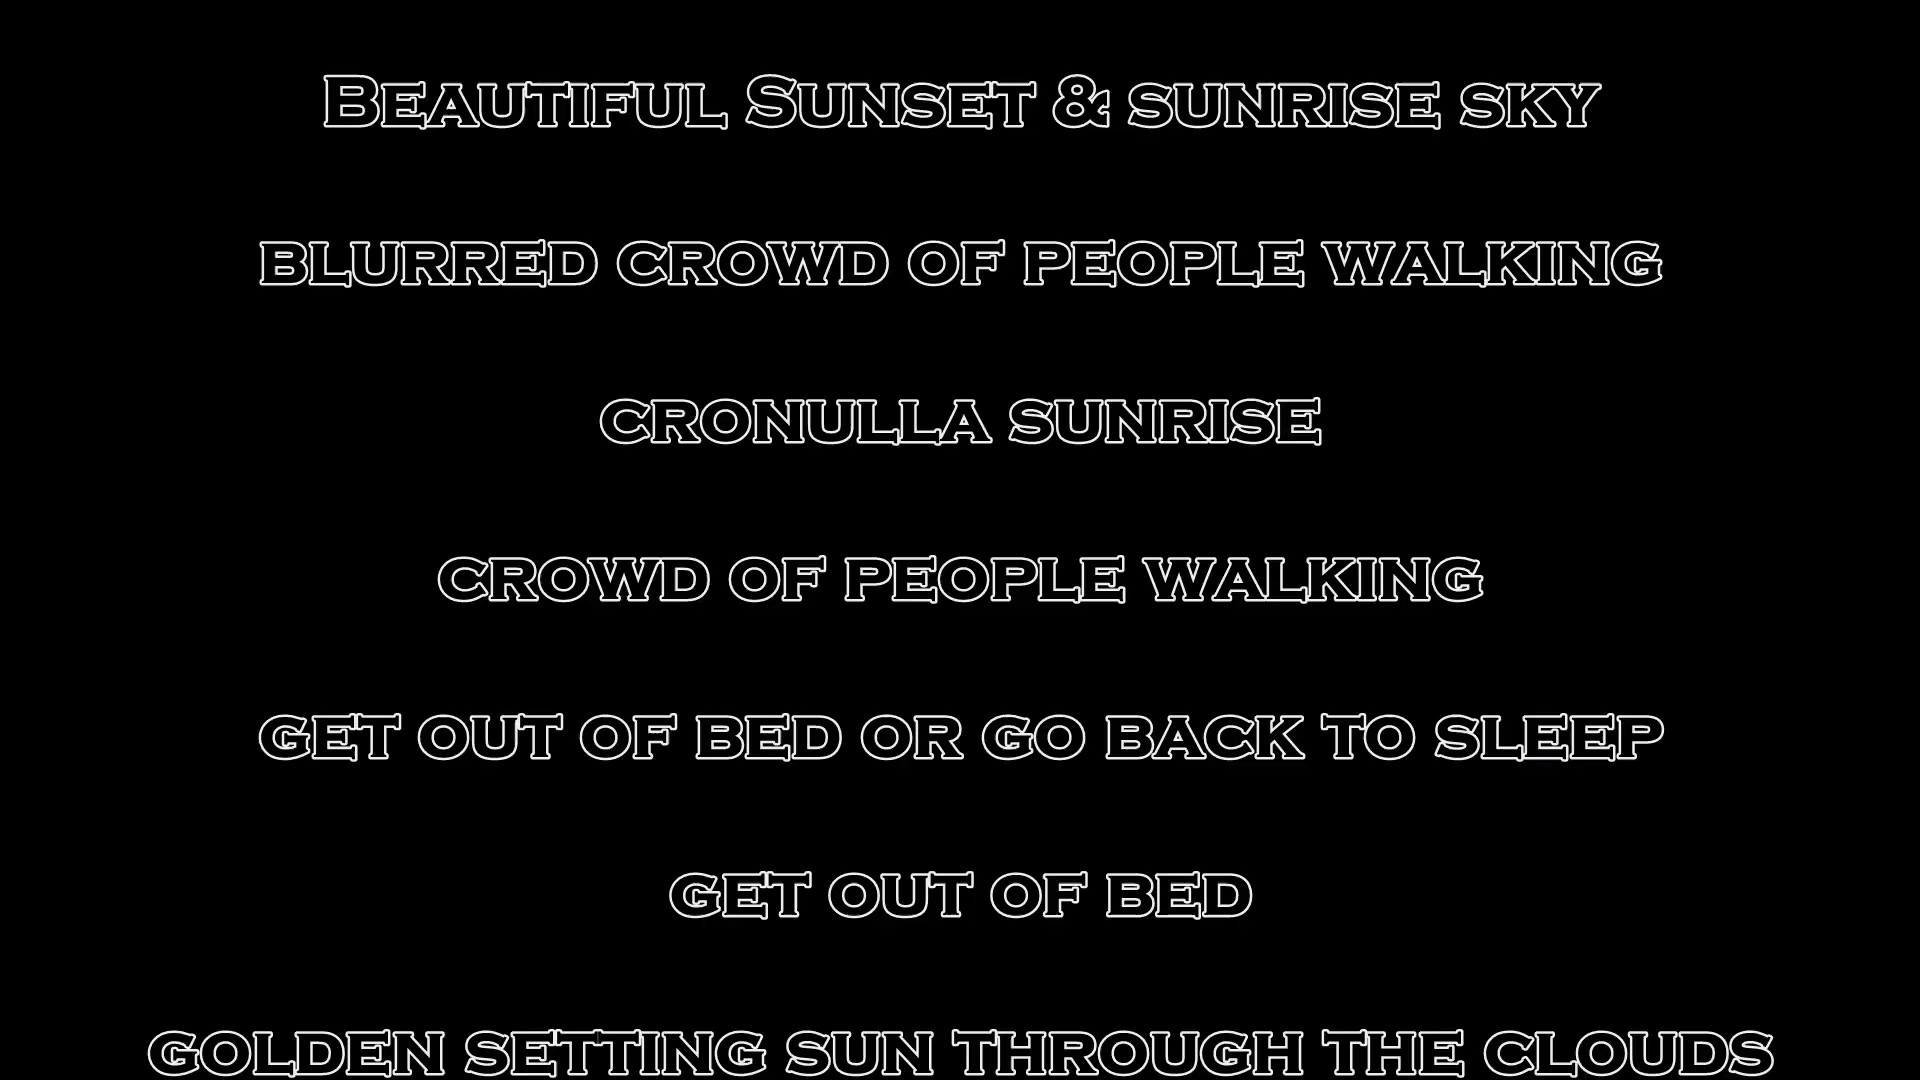 Beautiful Sunset & sunrise sky
blurred crowd of people walking
cronulla sunrise
crowd of people walking
get out of bed or go back to sleep
get out of bed
golden setting sun through the clouds